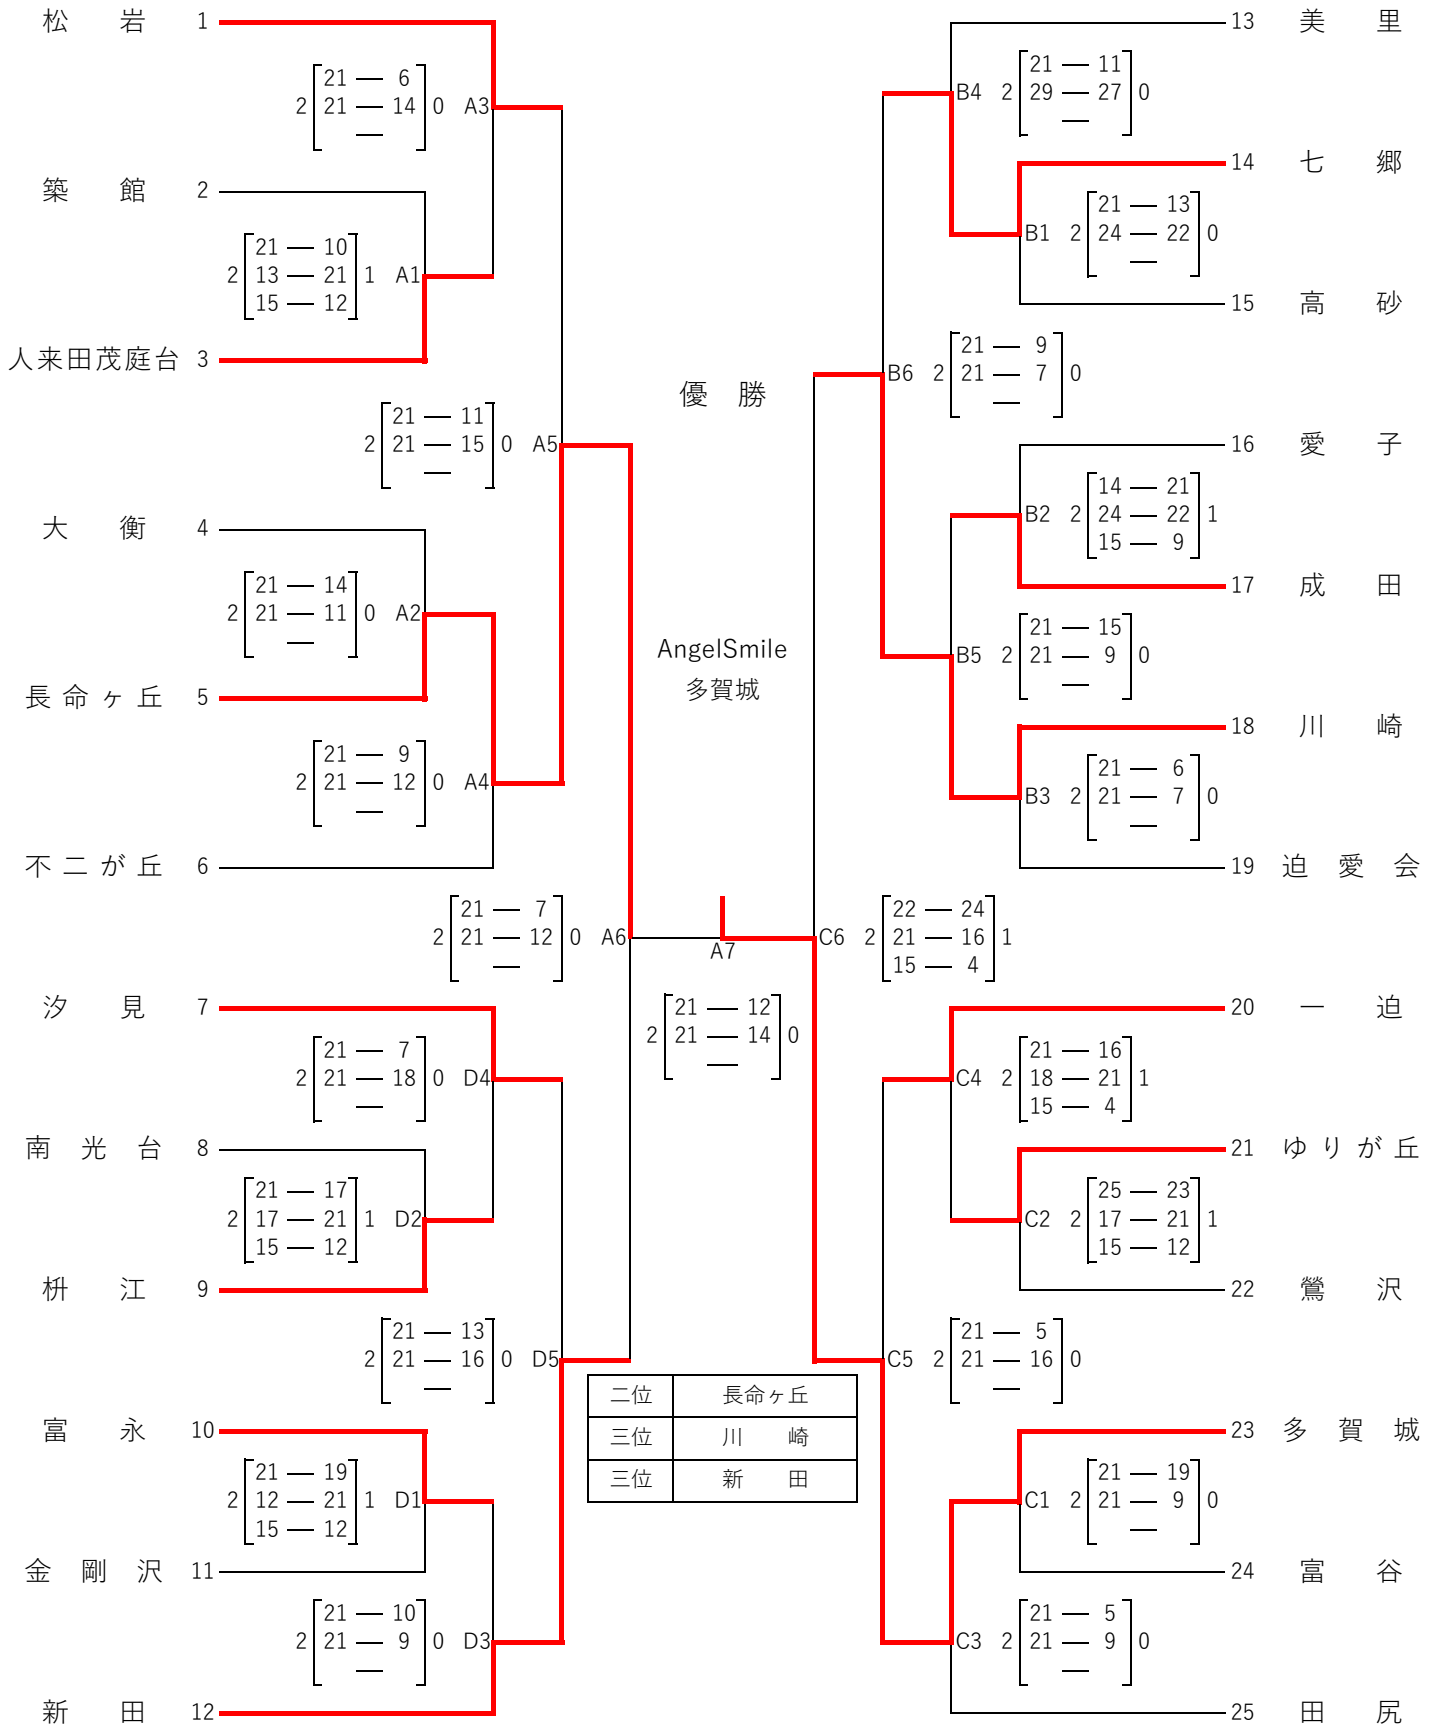 松岩 1
21 — 6
2 21 — 14 0 A3
—
築館 2
21 — 10
2 13 — 21 1 A1
15 — 12
人来田茂庭台 3
21 — 11
2 21 — 15 0 A5
—
大衡 4
21 — 14
2 21 — 11 0 A2
—
長命ヶ丘 5
21 — 9
2 21 — 12 0 A4
—
不二が丘 6
21 — 7
2 21 — 12 0 A6
—
汐見 7
21 — 7
2 21 — 18 0 D4
—
南光台 8
21 — 17
2 17 — 21 1 D2
15 — 12
枡江 9
21 — 13
2 21 — 16 0 D5
—
富永 10
21 — 19
2 12 — 21 1 D1
15 — 12
金剛沢 11
21 — 10
2 21 — 9 0 D3
—
新田 12
優勝
AngelSmile
多賀城
A7
21 — 12
2 21 — 14 0
—
二位 長命ヶ丘
三位 川崎
三位 新田
13 美里
21 — 11
B4 2 29 — 27 0
—
14 七郷
21 — 13
B1 2 24 — 22 0
—
15 高砂
21 — 9
B6 2 21 — 7 0
—
16 愛子
14 — 21
B2 2 24 — 22 1
15 — 9
17 成田
21 — 15
B5 2 21 — 9 0
—
18 川崎
21 — 6
B3 2 21 — 7 0
—
19 迫愛会
22 — 24
C6 2 21 — 16 1
15 — 4
20 一迫
21 — 16
C4 2 18 — 21 1
15 — 4
21 ゆりが丘
25 — 23
C2 2 17 — 21 1
15 — 12
22 鶯沢
21 — 5
C5 2 21 — 16 0
—
23 多賀城
21 — 19
C1 2 21 — 9 0
—
24 富谷
21 — 5
C3 2 21 — 9 0
—
25 田尻